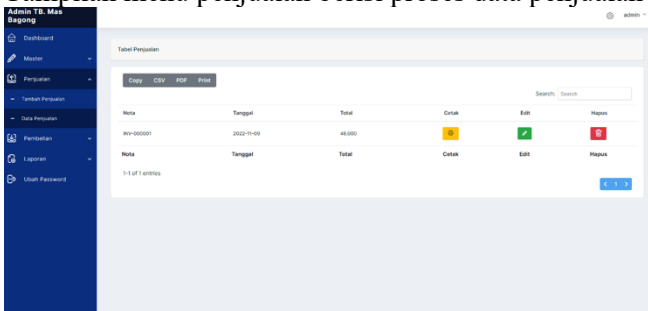 Admin TB. Mas
Bagong
admin
Dashboard
Master
Tabel Penjualan
Penjualan
Copy CSV PDF Print
Search: Search
Tambah Penjualan
Nota Tanggal Total Cetak Edit Hapus
Data Penjualan
INV-000001 2022-11-09 48.000
Pembelian
Nota Tanggal Total Cetak Edit Hapus
Laporan
1-1 of 1 entries
Ubah Password
1